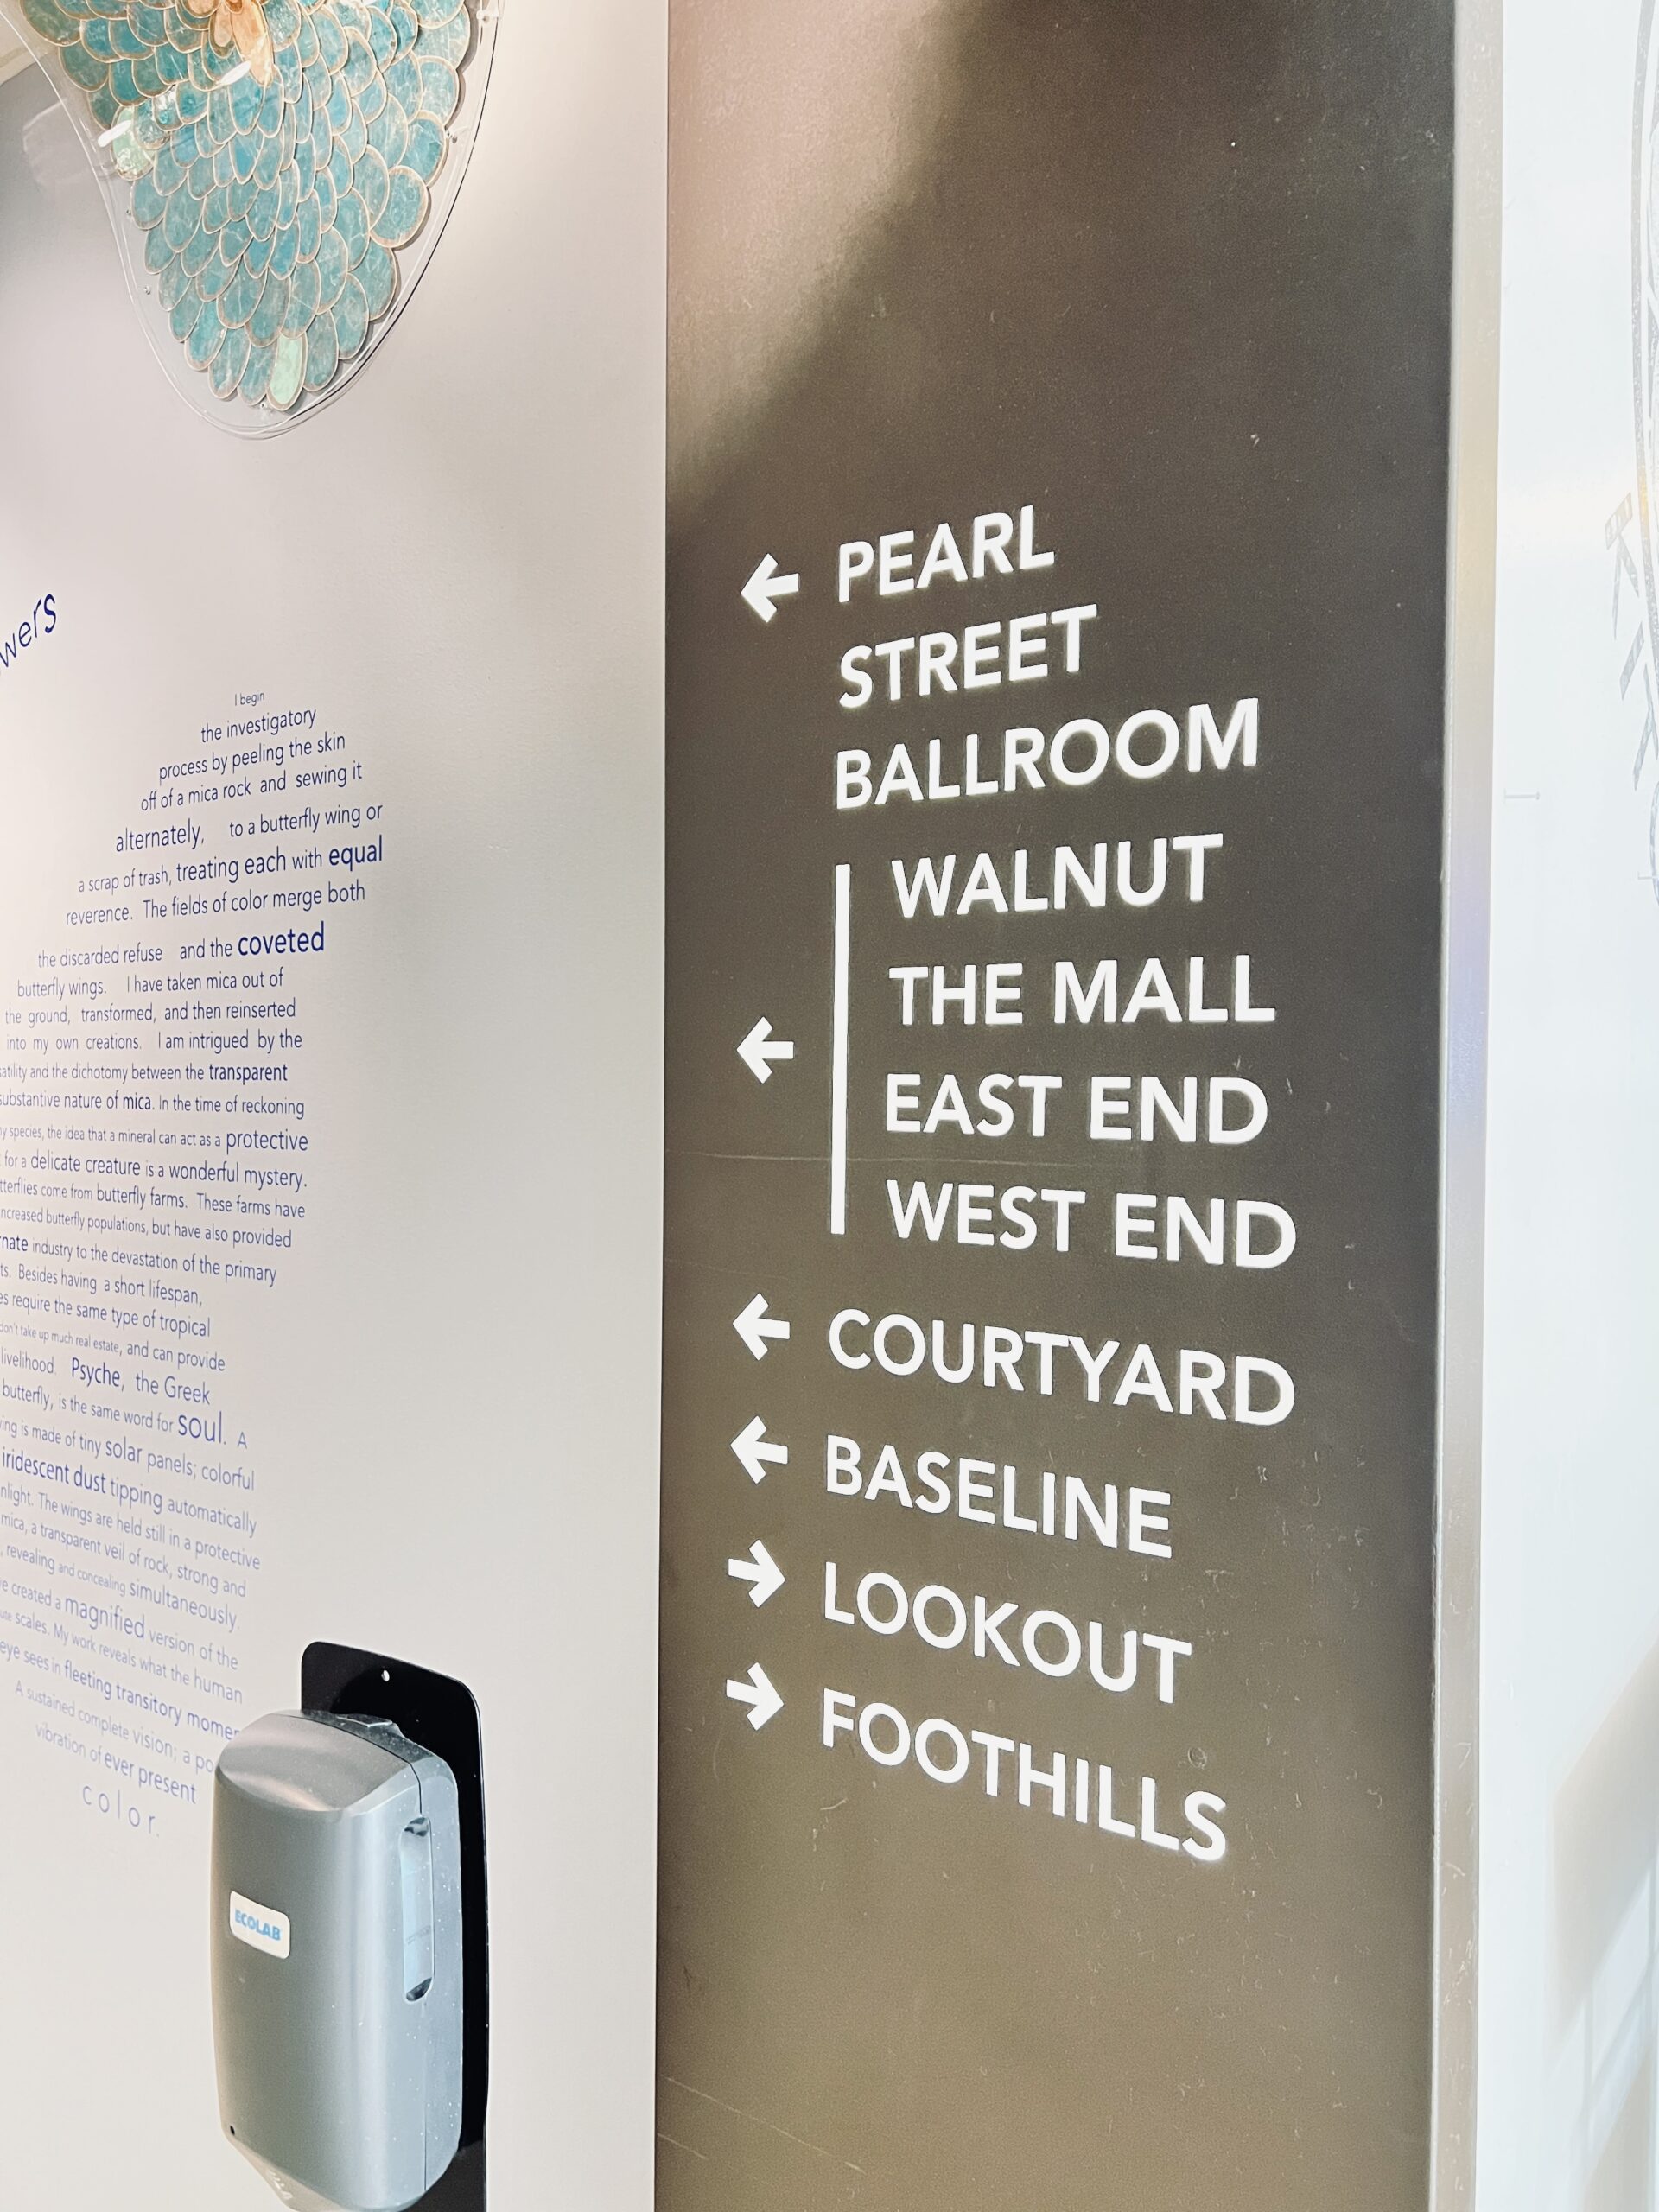 wers
I begin
the investigatory
process by peeling the skin
off of a mica rock and sewing it
alternately, to a butterfly wing or
a scrap of trash, treating each with equal
reverence. The fields of color merge both
the discarded refuse and the coveted
butterfly wings. I have taken mica out of
the ground, transformed, and then reinserted
into my own creations. I am intrigued by the
atility and the dichotomy between the transparent
substantive nature of mica. In the time of reckoning
y species, the idea that a mineral can act as a protective
for a delicate creature is a wonderful mystery.
tterflies come from butterfly farms. These farms have
ncreased butterfly populations, but have also provided
nate industry to the devastation of the primary
ts. Besides having a short lifespan,
es require the same type of tropical
don't take up much real estate, and can provide
livelihood. Psyche, the Greek
butterfly, is the same word for soul. A
ing is made of tiny solar panels; colorful
iridescent dust tipping automatically
nlight. The wings are held still in a protective
mica, a transparent veil of rock, strong and
, revealing and concealing simultaneously.
ve created a magnified version of the
ute scales. My work reveals what the human
eye sees in fleeting transitory momen
A sustained complete vision; a po
vibration of ever present
color.
ECOLAB
← PEARL
STREET
BALLROOM
WALNUT
THE MALL
← EAST END
WEST END
← COURTYARD
← BASELINE
→ LOOKOUT
→ FOOTHILLS